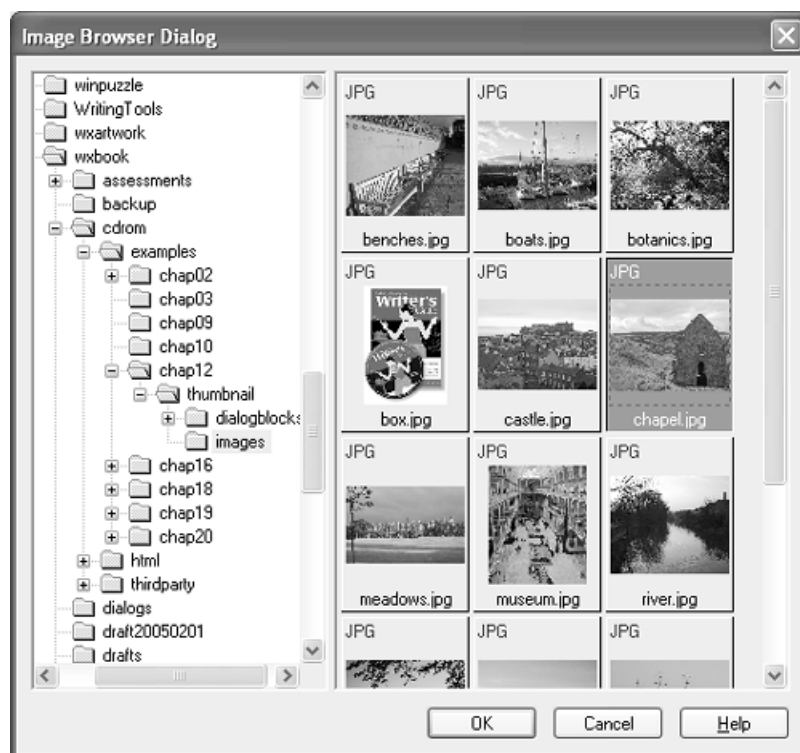 Image Browser Dialog
winpuzzle
WritingTools
wxartwork
wxbook
assessments
backup
cdrom
examples
chap02
chap03
chap09
chap10
chap12
thumbnail
dialogblocks
images
chap16
chap18
chap19
chap20
html
thirdparty
dialogs
draft20050201
drafts
JPG JPG JPG
benches.jpg boats.jpg botanics.jpg
JPG JPG JPG
Writer's
box.jpg castle.jpg chapel.jpg
JPG JPG JPG
meadows.jpg museum.jpg river.jpg
JPG JPG JPG
OK Cancel Help